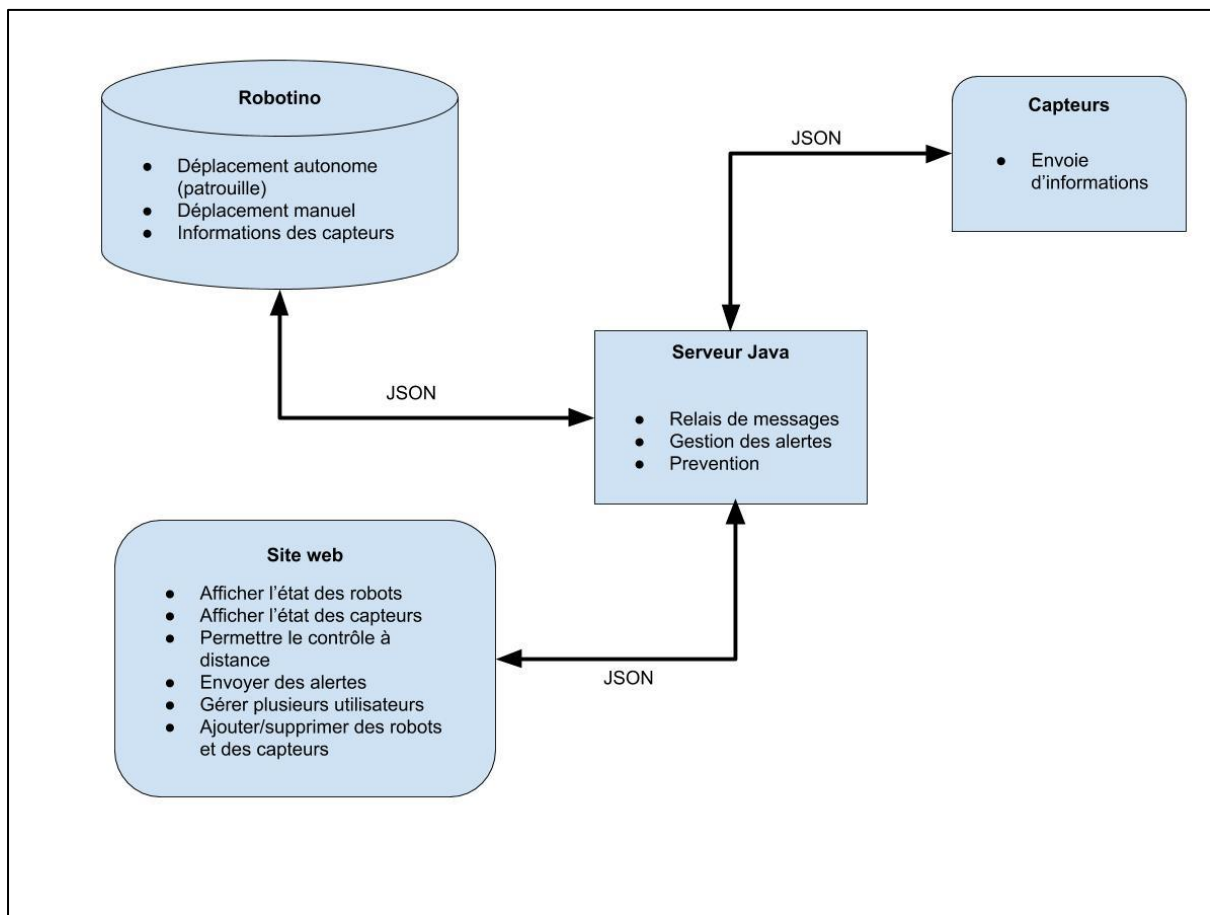 Robotino
● Déplacement autonome
(patrouille)
● Déplacement manuel
● Informations des capteurs
Capteurs
● Envoie
d'informations
JSON
Serveur Java
● Relais de messages
● Gestion des alertes
● Prevention
JSON
Site web
● Afficher l'état des robots
● Afficher l'état des capteurs
● Permettre le contrôle à
distance
● Envoyer des alertes
● Gérer plusieurs utilisateurs
● Ajouter/supprimer des robots
et des capteurs
JSON